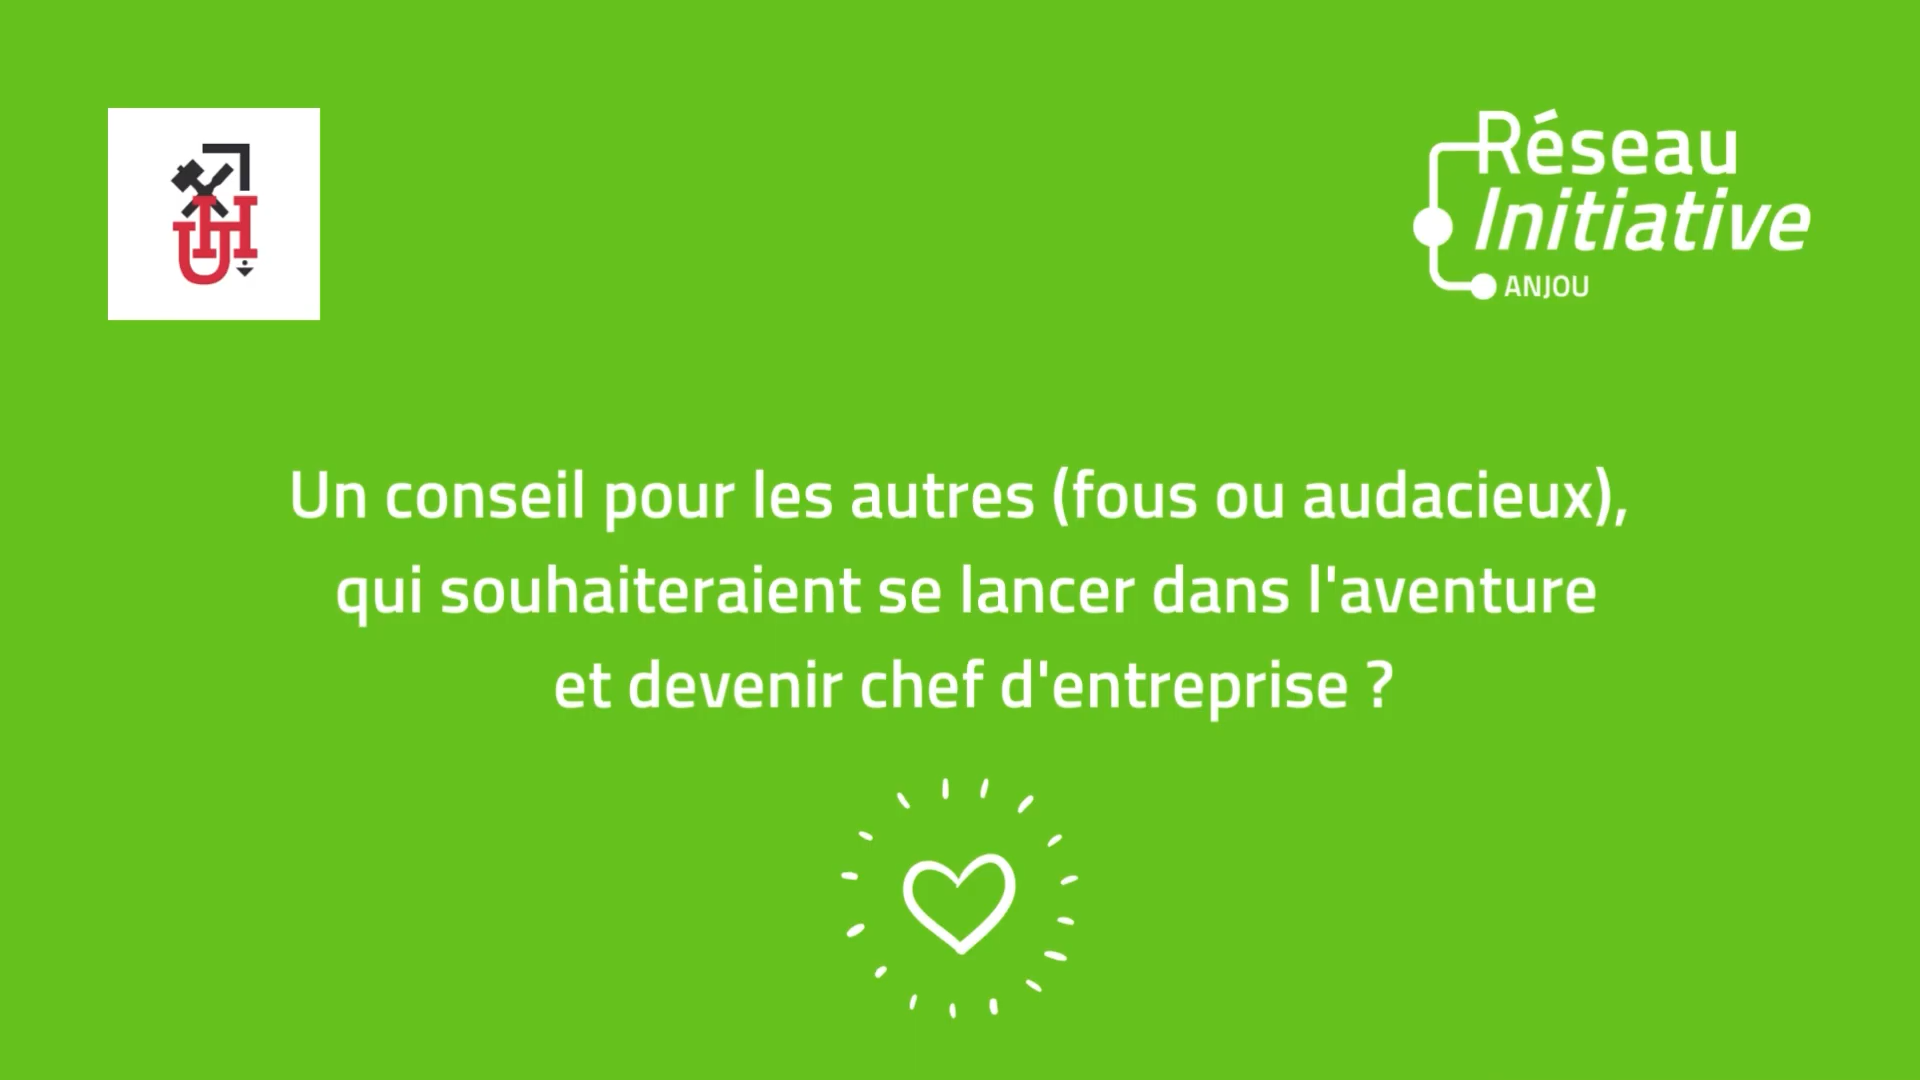 Réseau
Initiative
ANJOU
Un conseil pour les autres (fous ou audacieux),
qui souhaiteraient se lancer dans l'aventure
et devenir chef d'entreprise ?